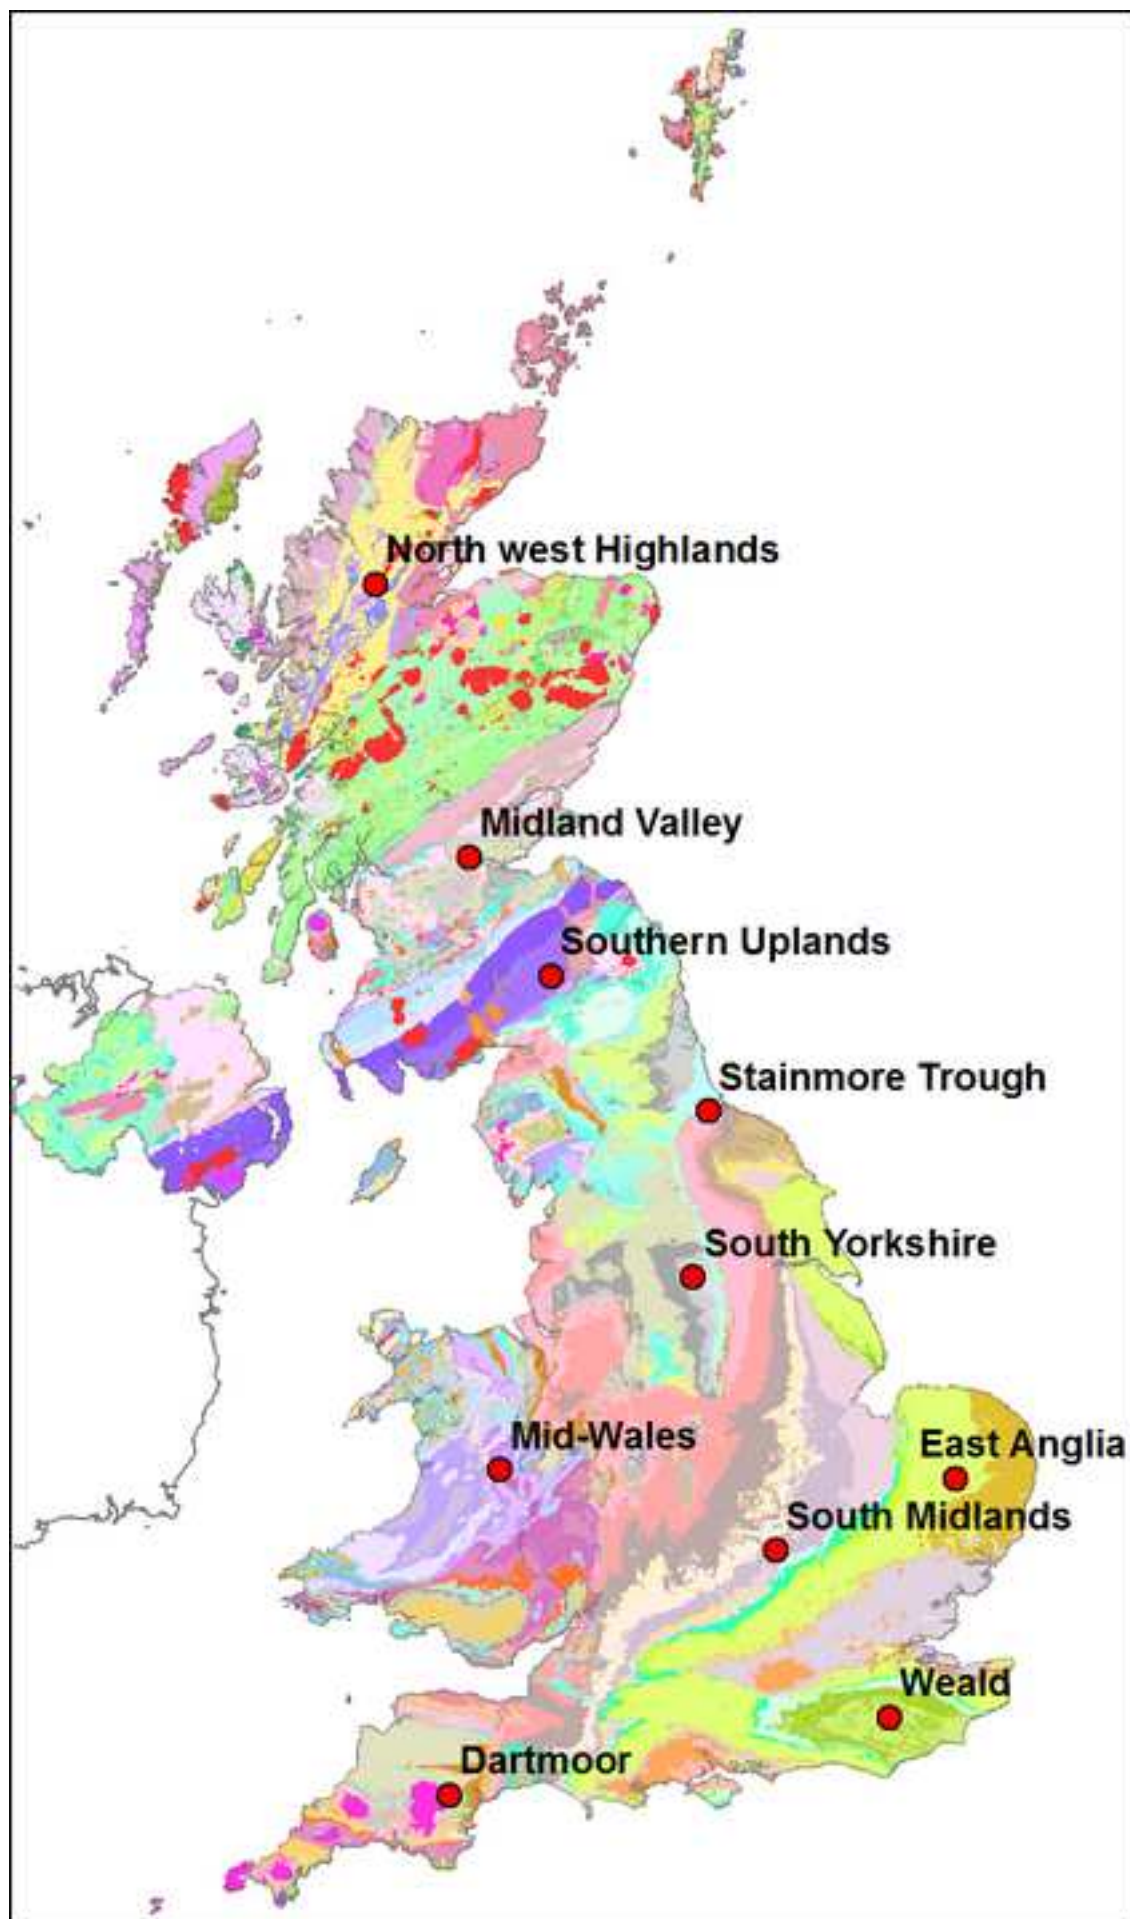 North west Highlands
Midland Valley
Southern Uplands
Stainmore Trough
South Yorkshire
Mid-Wales
East Anglia
South Midlands
Weald
Dartmoor